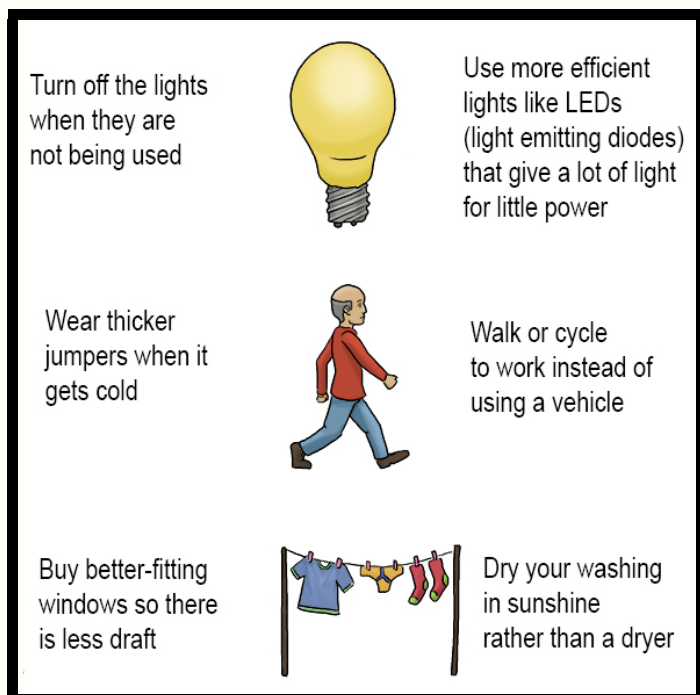 Turn off the lights
when they are
not being used
Use more efficient
lights like LEDs
(light emitting diodes)
that give a lot of light
for little power
Wear thicker
jumpers when it
gets cold
Walk or cycle
to work instead of
using a vehicle
Buy better-fitting
windows so there
is less draft
Dry your washing
in sunshine
rather than a dryer